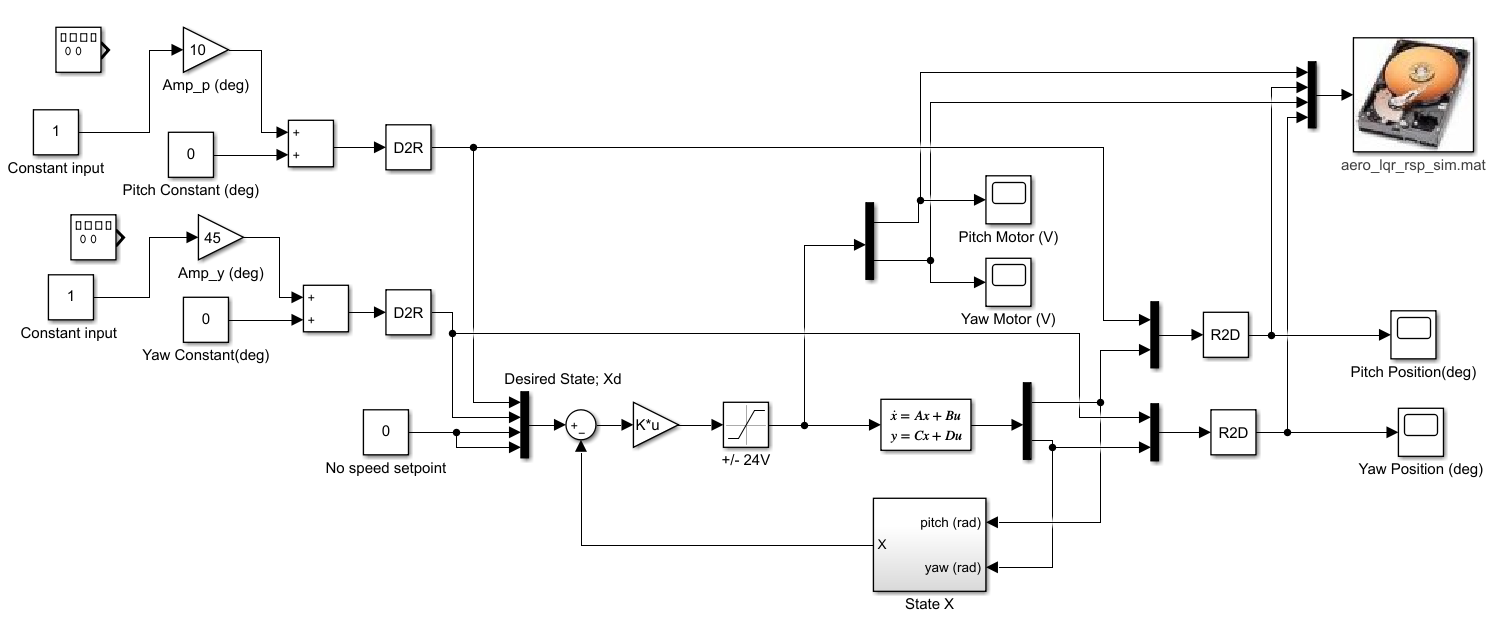 10
Amp_p (deg)
1
Constant input
0
Pitch Constant (deg)
+
+
D2R
45
Amp_y (deg)
1
Constant input
0
Yaw Constant(deg)
+
+
D2R
Desired State; Xd
0
No speed setpoint
+
−
K*u
+/- 24V
ẋ = Ax + Bu
y = Cx + Du
Pitch Motor (V)
Yaw Motor (V)
aero_lqr_rsp_sim.mat
R2D
Pitch Position(deg)
R2D
Yaw Position (deg)
pitch (rad)
X
yaw (rad)
State X